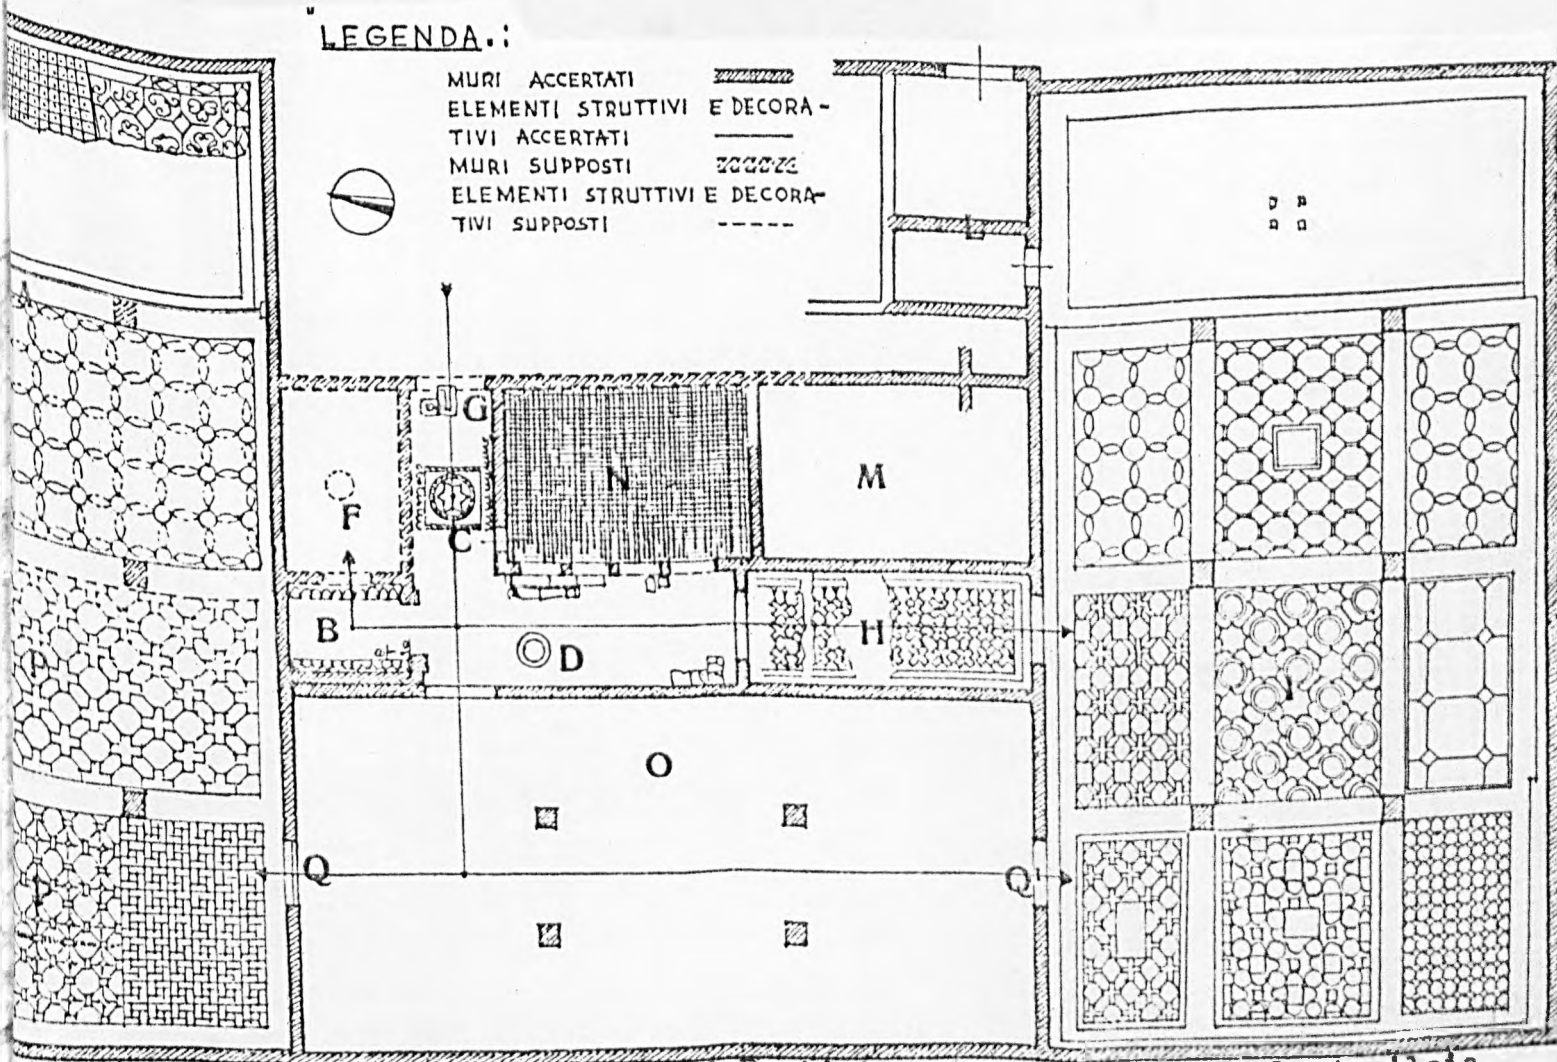 LEGENDA.:
MURI ACCERTATI
ELEMENTI STRUTTIVI E DECORA-
TIVI ACCERTATI
MURI SUPPOSTI
ELEMENTI STRUTTIVI E DECORA-
TIVI SUPPOSTI
G
N
M
F
C
B
D
H
I
P
O
Q
Q'